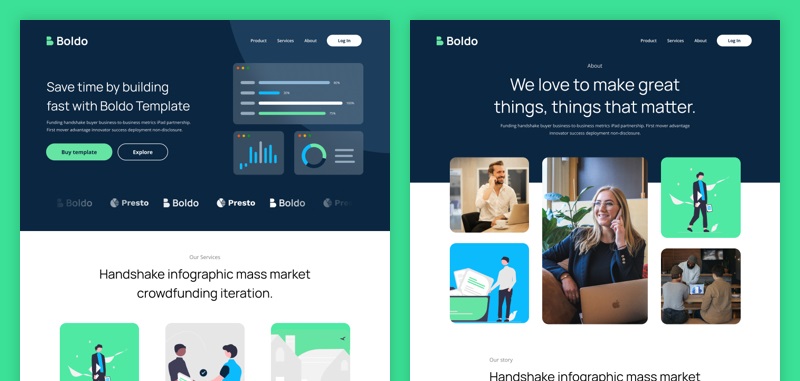 Boldo
Product Services About Log In
Save time by building
fast with Boldo Template
Funding handshake buyer business-to-business metrics iPad partnership.
First mover advantage innovator success deployment non-disclosure.
Buy template Explore
Boldo Presto Boldo Presto Boldo
Our Services
Handshake infographic mass market
crowdfunding iteration.
Boldo
Product Services About Log In
About
We love to make great
things, things that matter.
Funding handshake buyer business-to-business metrics iPad partnership. First mover advantage
innovator success deployment non-disclosure.
Our story
Handshake infographic mass market